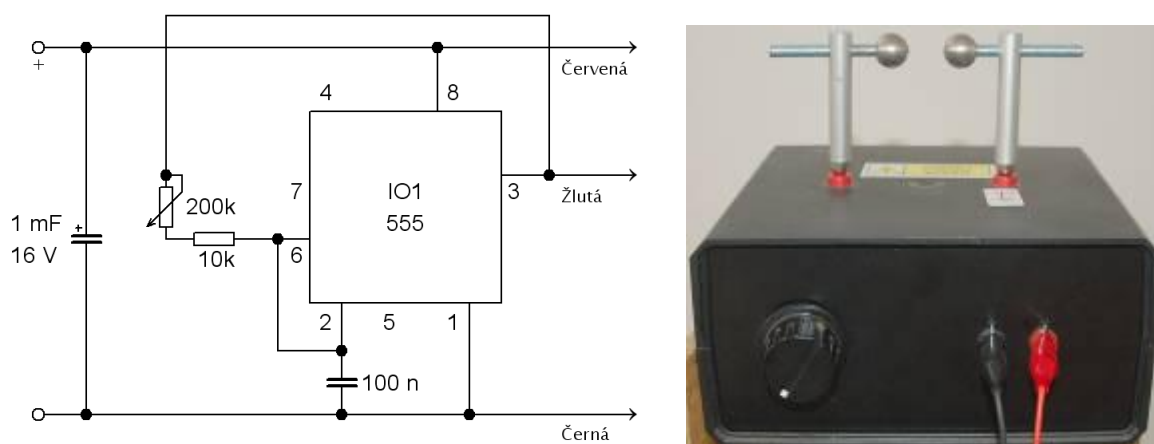 +
Červená
4
8
7
IO1
3
200k
555
Žlutá
1 mF
+
16 V
10k
6
2
5
1
100 n
Černá